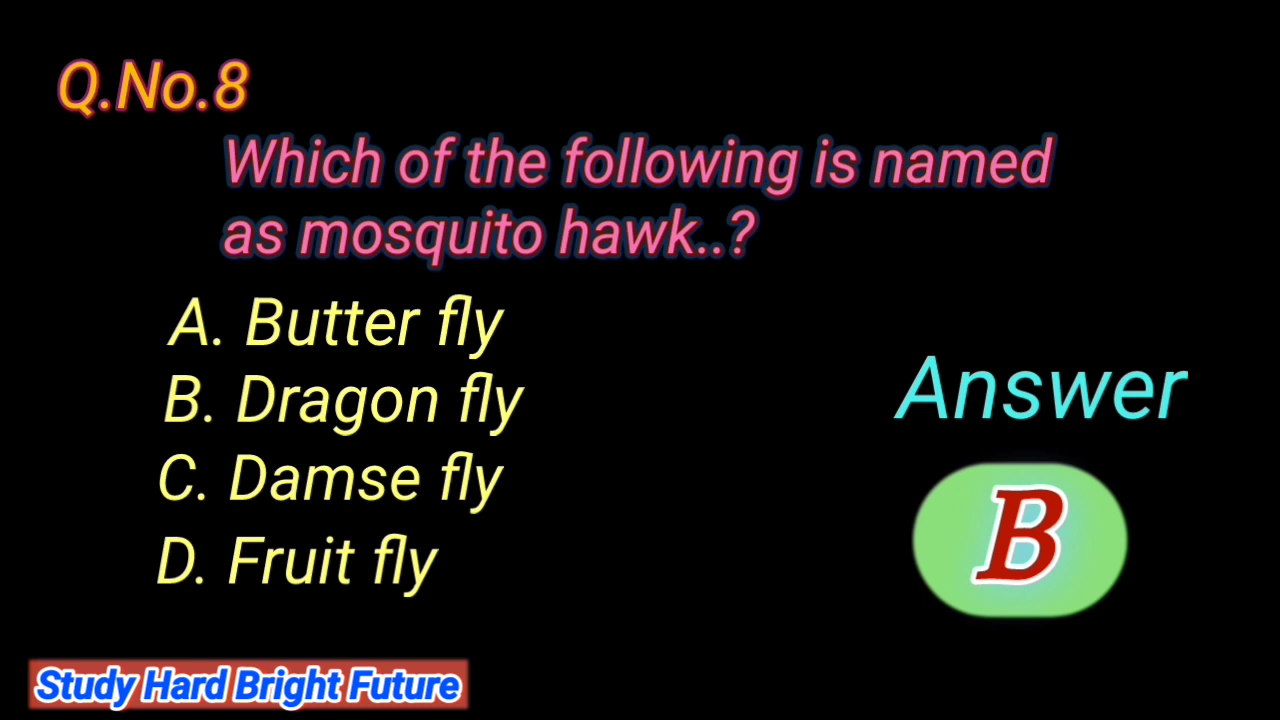 Q.No.8
Which of the following is named
as mosquito hawk..?
A. Butter fly
B. Dragon fly
C. Damse fly
D. Fruit fly
Answer
B
Study Hard Bright Future